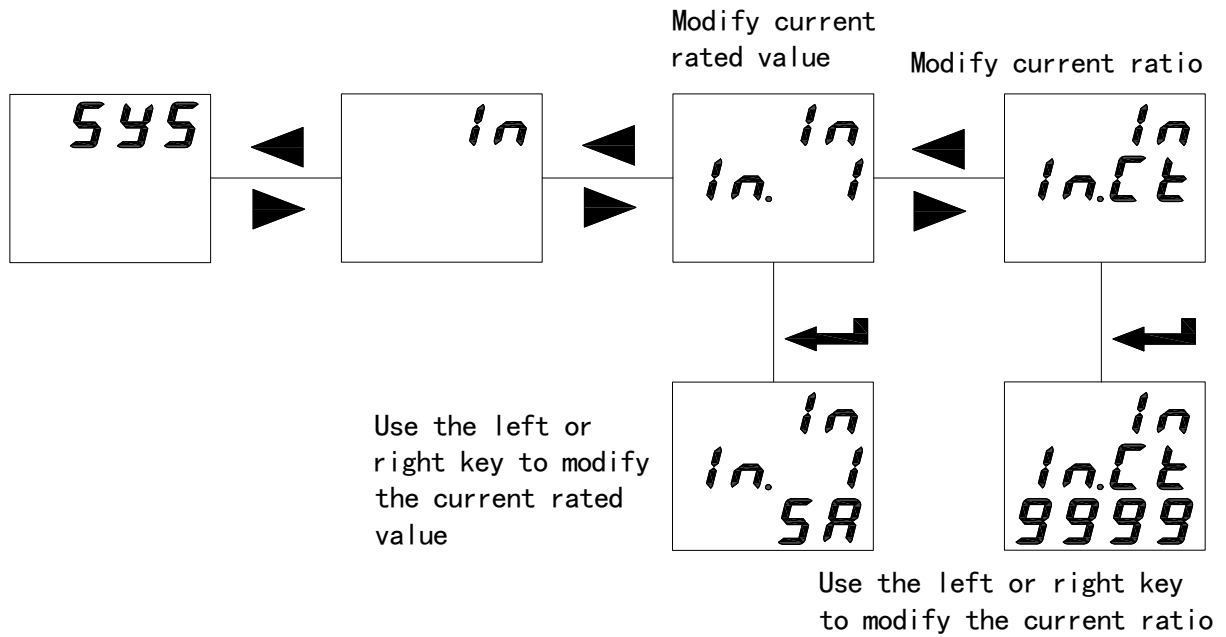 Modify current
rated value
Modify current ratio
SYS
In
In
In. I
In
In.Ct
Use the left or
right key to modify
the current rated
value
In
In. I
5A
In
In.Ct
9999
Use the left or right key
to modify the current ratio